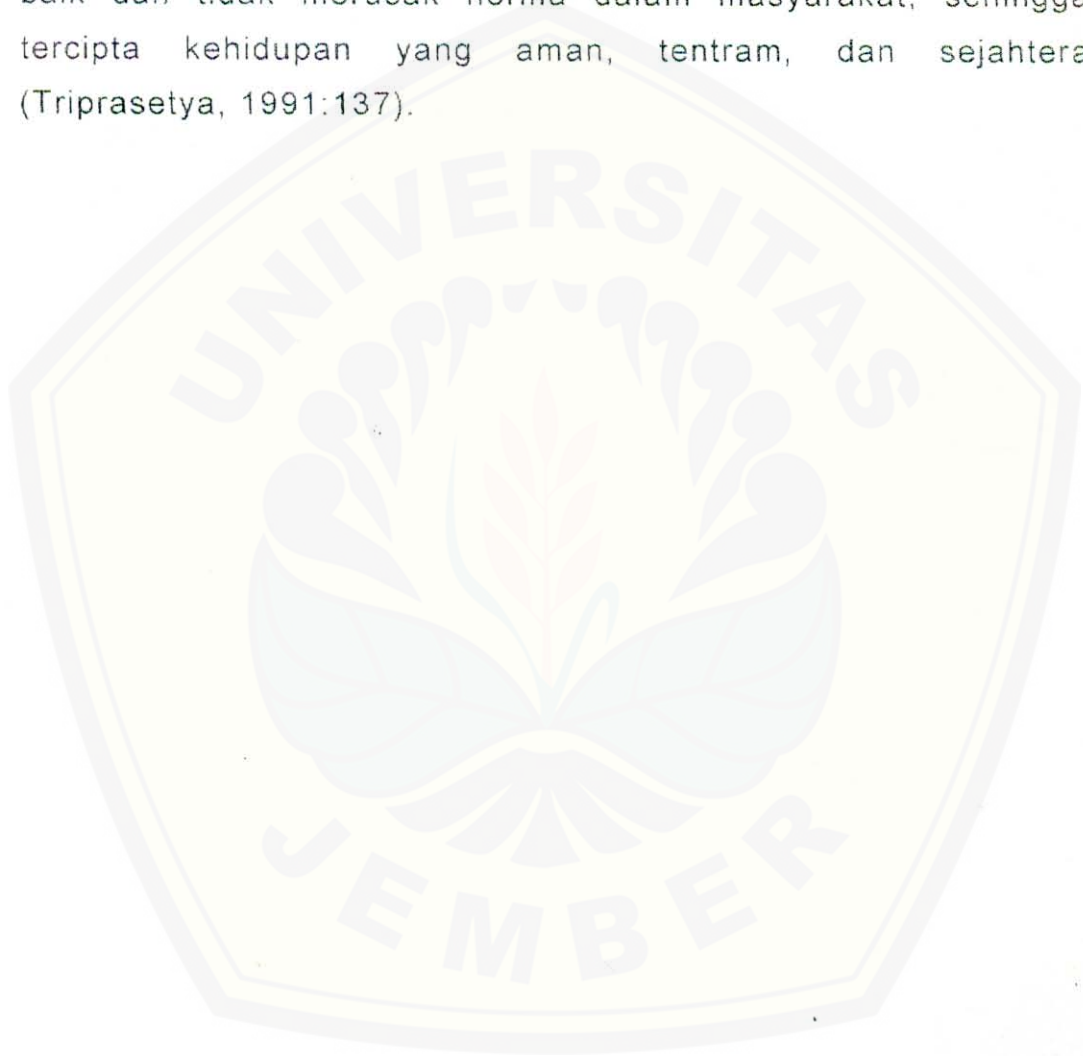 baik dan tidak merusak norma dalam masyarakat, sehingga
tercipta kehidupan yang aman, tentram, dan sejahtera
(Triprasetya, 1991:137).
UNIVERSITAS
JEMBER